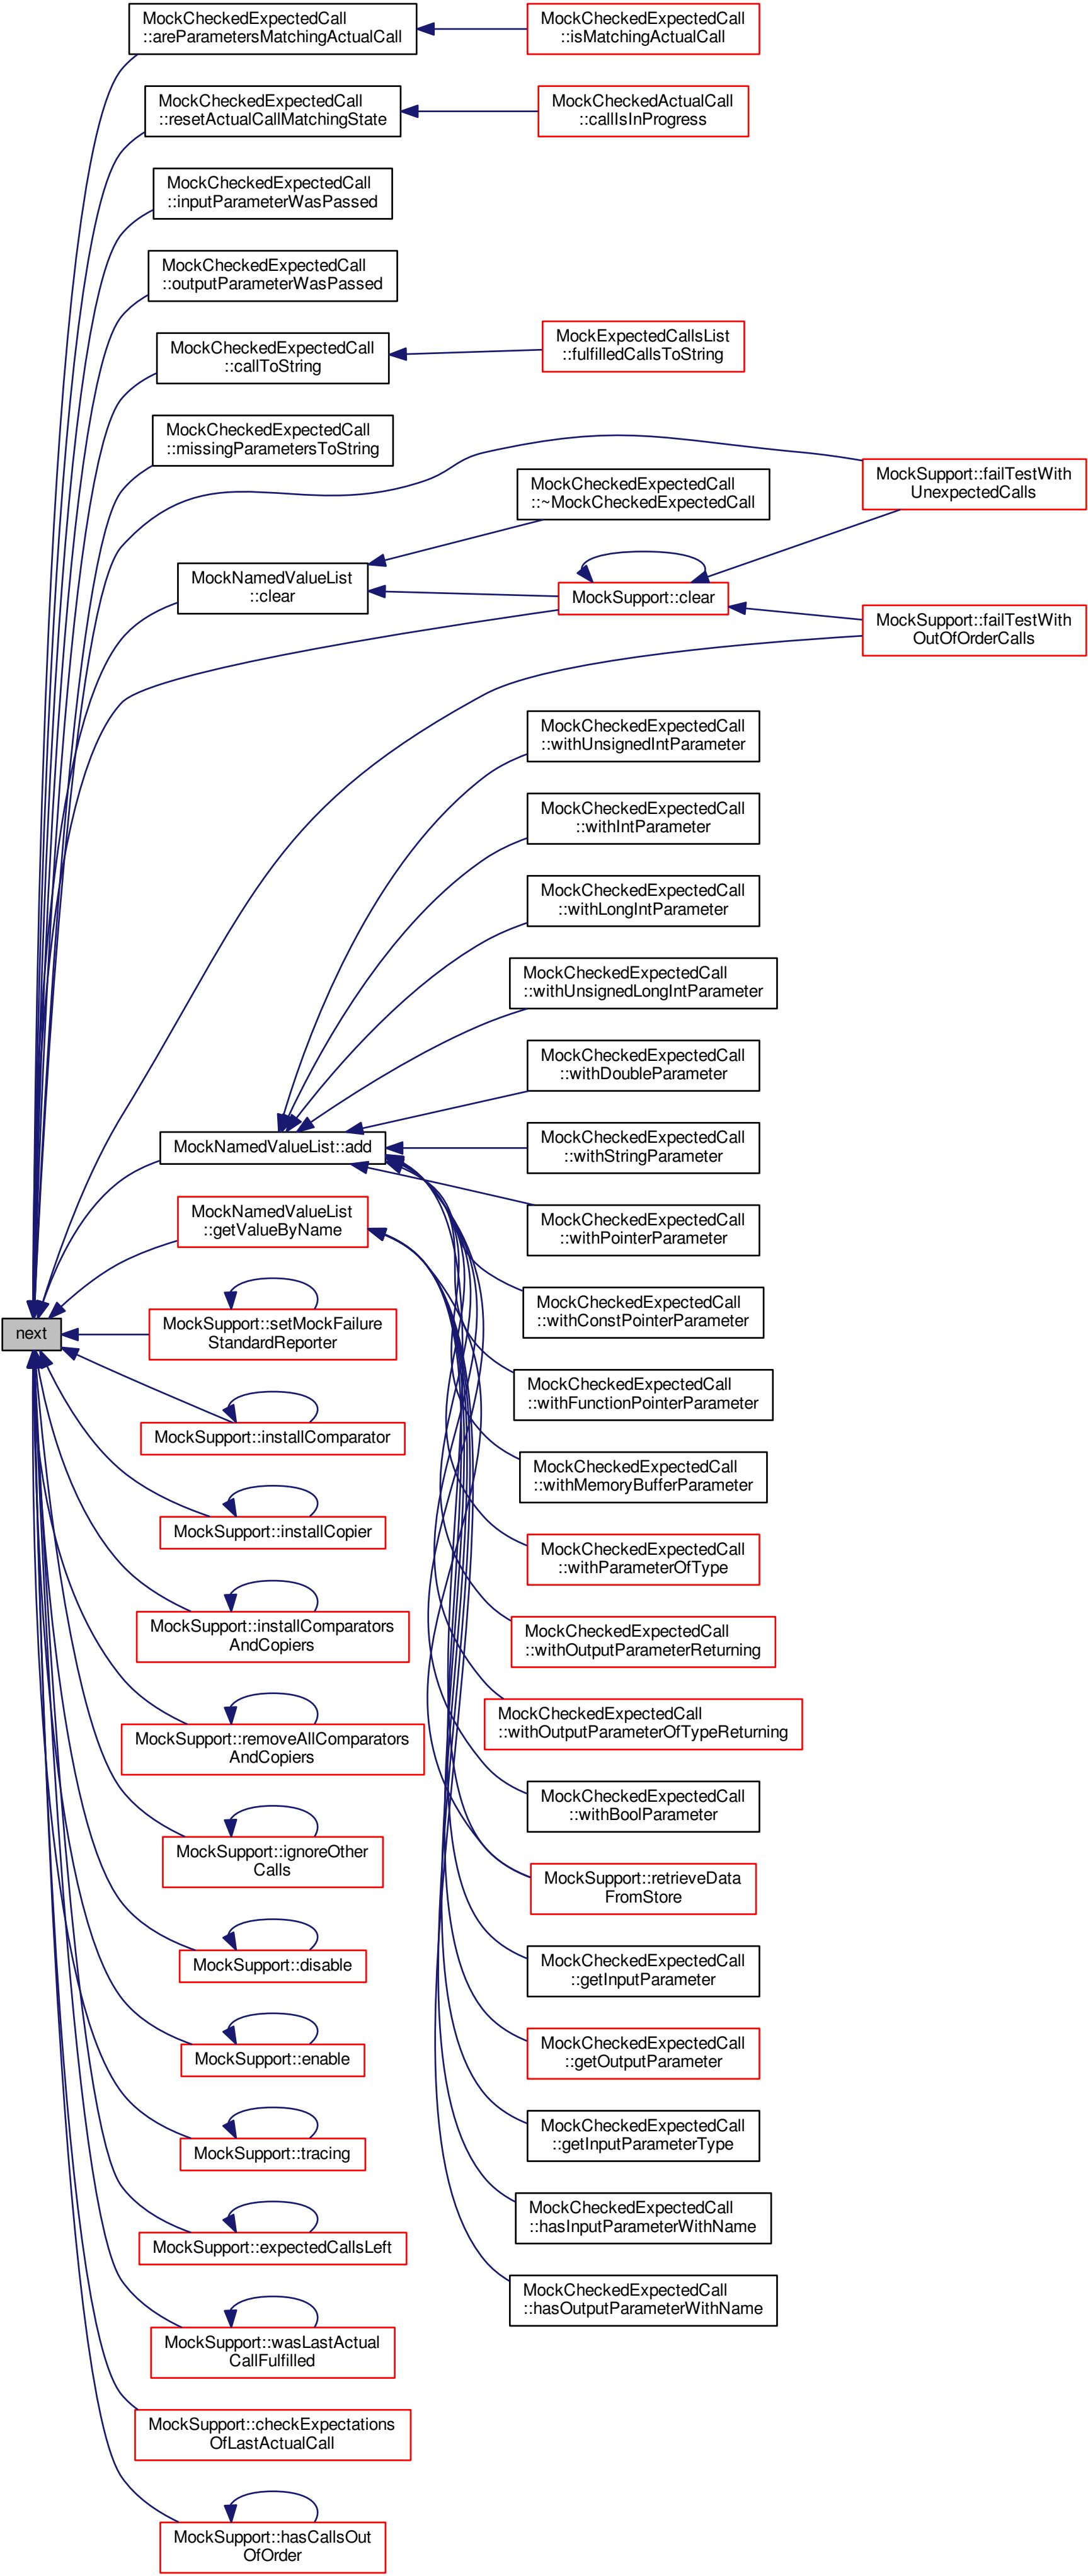 MockCheckedExpectedCall
::areParametersMatchingActualCall
MockCheckedExpectedCall
::isMatchingActualCall
MockCheckedExpectedCall
::resetActualCallMatchingState
MockCheckedActualCall
::callIsInProgress
MockCheckedExpectedCall
::inputParameterWasPassed
MockCheckedExpectedCall
::outputParameterWasPassed
MockCheckedExpectedCall
::callToString
MockExpectedCallsList
::fulfilledCallsToString
MockCheckedExpectedCall
::missingParametersToString
MockSupport::failTestWith
UnexpectedCalls
MockCheckedExpectedCall
::~MockCheckedExpectedCall
MockNamedValueList
::clear
MockSupport::clear
MockSupport::failTestWith
OutOfOrderCalls
MockCheckedExpectedCall
::withUnsignedIntParameter
MockCheckedExpectedCall
::withIntParameter
MockCheckedExpectedCall
::withLongIntParameter
MockCheckedExpectedCall
::withUnsignedLongIntParameter
MockCheckedExpectedCall
::withDoubleParameter
MockNamedValueList::add
MockCheckedExpectedCall
::withStringParameter
MockNamedValueList
::getValueByName
MockCheckedExpectedCall
::withPointerParameter
next
MockSupport::setMockFailure
StandardReporter
MockCheckedExpectedCall
::withConstPointerParameter
MockCheckedExpectedCall
::withFunctionPointerParameter
MockSupport::installComparator
MockCheckedExpectedCall
::withMemoryBufferParameter
MockSupport::installCopier
MockCheckedExpectedCall
::withParameterOfType
MockSupport::installComparators
AndCopiers
MockCheckedExpectedCall
::withOutputParameterReturning
MockCheckedExpectedCall
::withOutputParameterOfTypeReturning
MockSupport::removeAllComparators
AndCopiers
MockCheckedExpectedCall
::withBoolParameter
MockSupport::ignoreOther
Calls
MockSupport::retrieveData
FromStore
MockSupport::disable
MockCheckedExpectedCall
::getInputParameter
MockSupport::enable
MockCheckedExpectedCall
::getOutputParameter
MockSupport::tracing
MockCheckedExpectedCall
::getInputParameterType
MockCheckedExpectedCall
::hasInputParameterWithName
MockSupport::expectedCallsLeft
MockCheckedExpectedCall
::hasOutputParameterWithName
MockSupport::wasLastActual
CallFulfilled
MockSupport::checkExpectations
OfLastActualCall
MockSupport::hasCallsOut
OfOrder